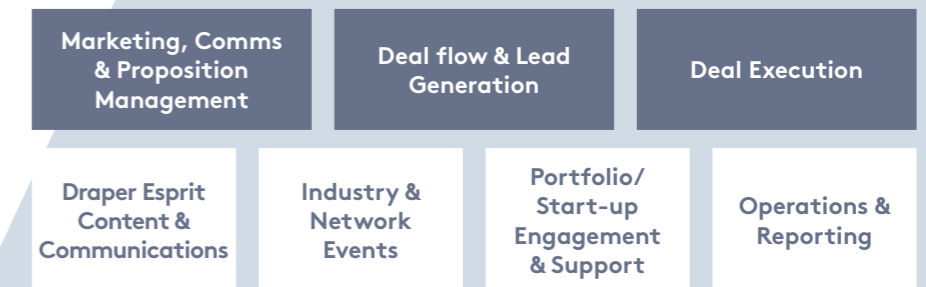 Marketing, Comms
& Proposition
Management
Deal flow & Lead
Generation
Deal Execution
Draper Esprit
Content &
Communications
Industry &
Network
Events
Portfolio/
Start-up
Engagement
& Support
Operations &
Reporting